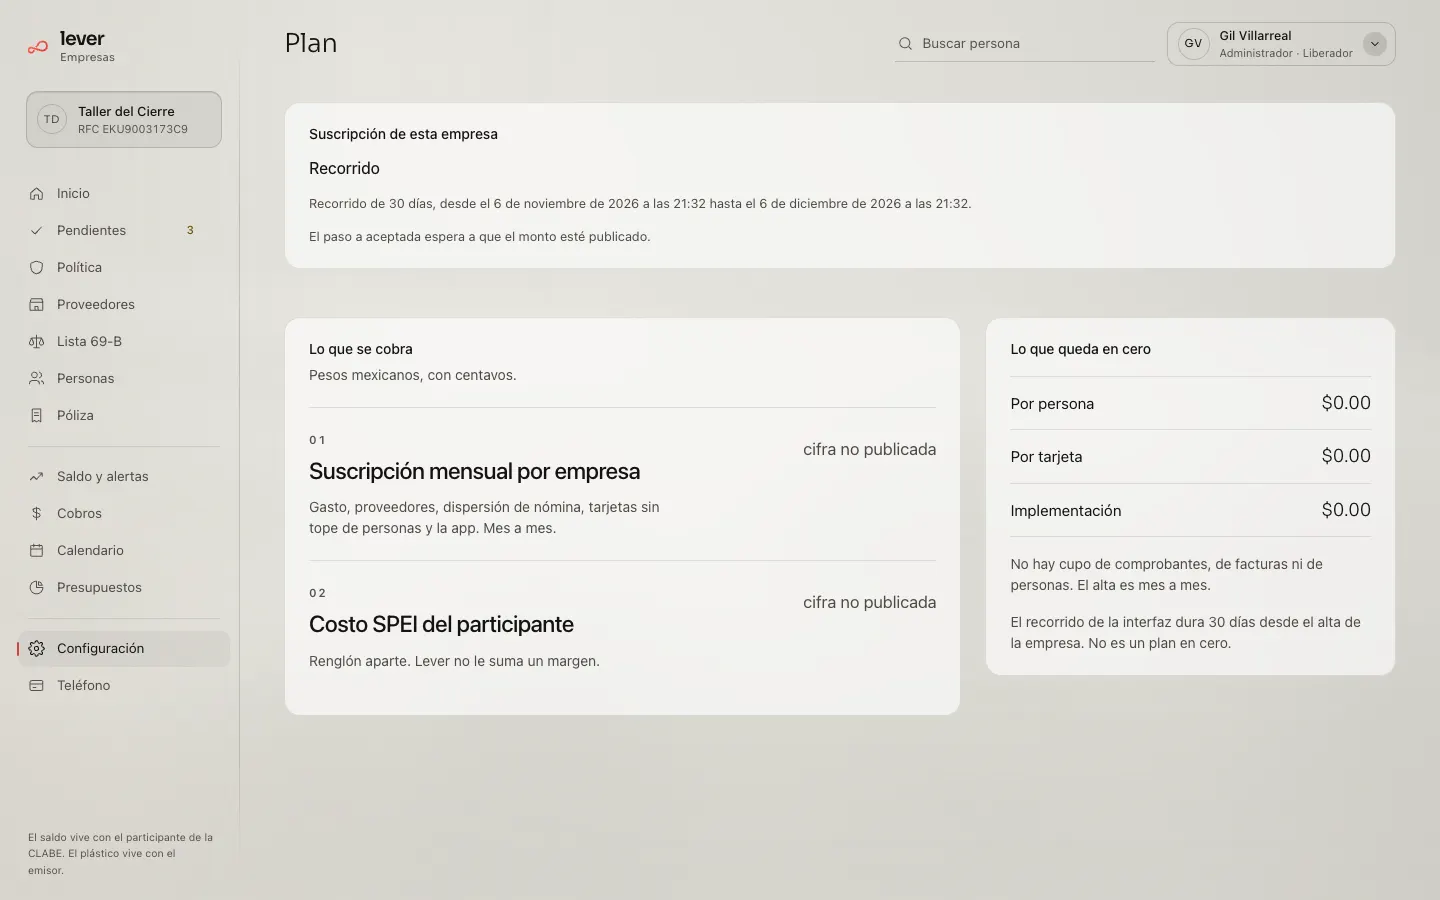 lever
Empresas
TD
Taller del Cierre
RFC EKU9003173C9
Inicio
Pendientes 3
Política
Proveedores
Lista 69-B
Personas
Póliza
Saldo y alertas
Cobros
Calendario
Presupuestos
Configuración
Teléfono
El saldo vive con el participante de la
CLABE. El plástico vive con el
emisor.
Plan
Buscar persona
GV
Gil Villarreal
Administrador · Liberador
Suscripción de esta empresa
Recorrido
Recorrido de 30 días, desde el 6 de noviembre de 2026 a las 21:32 hasta el 6 de diciembre de 2026 a las 21:32.
El paso a aceptada espera a que el monto esté publicado.
Lo que se cobra
Pesos mexicanos, con centavos.
01
Suscripción mensual por empresa
cifra no publicada
Gasto, proveedores, dispersión de nómina, tarjetas sin
tope de personas y la app. Mes a mes.
02
Costo SPEI del participante
cifra no publicada
Renglón aparte. Lever no le suma un margen.
Lo que queda en cero
Por persona $0.00
Por tarjeta $0.00
Implementación $0.00
No hay cupo de comprobantes, de facturas ni de
personas. El alta es mes a mes.
El recorrido de la interfaz dura 30 días desde el alta de
la empresa. No es un plan en cero.